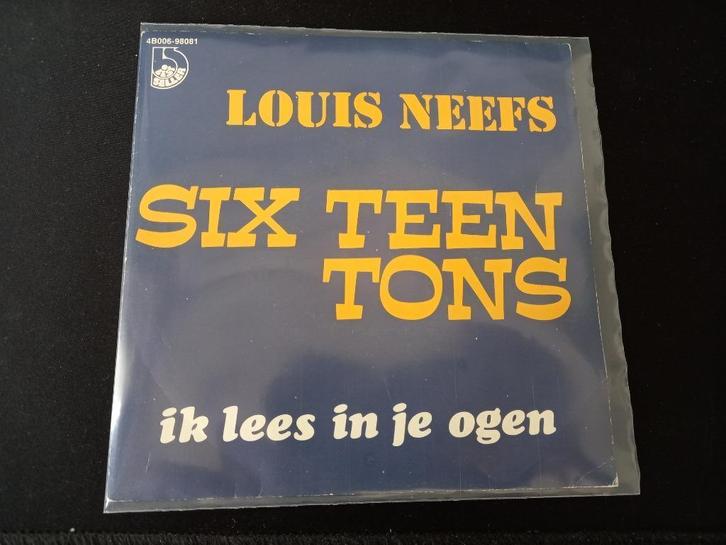 4B006-98081
LOUIS NEEFS
SIX TEEN
TONS
ik lees in je ogen